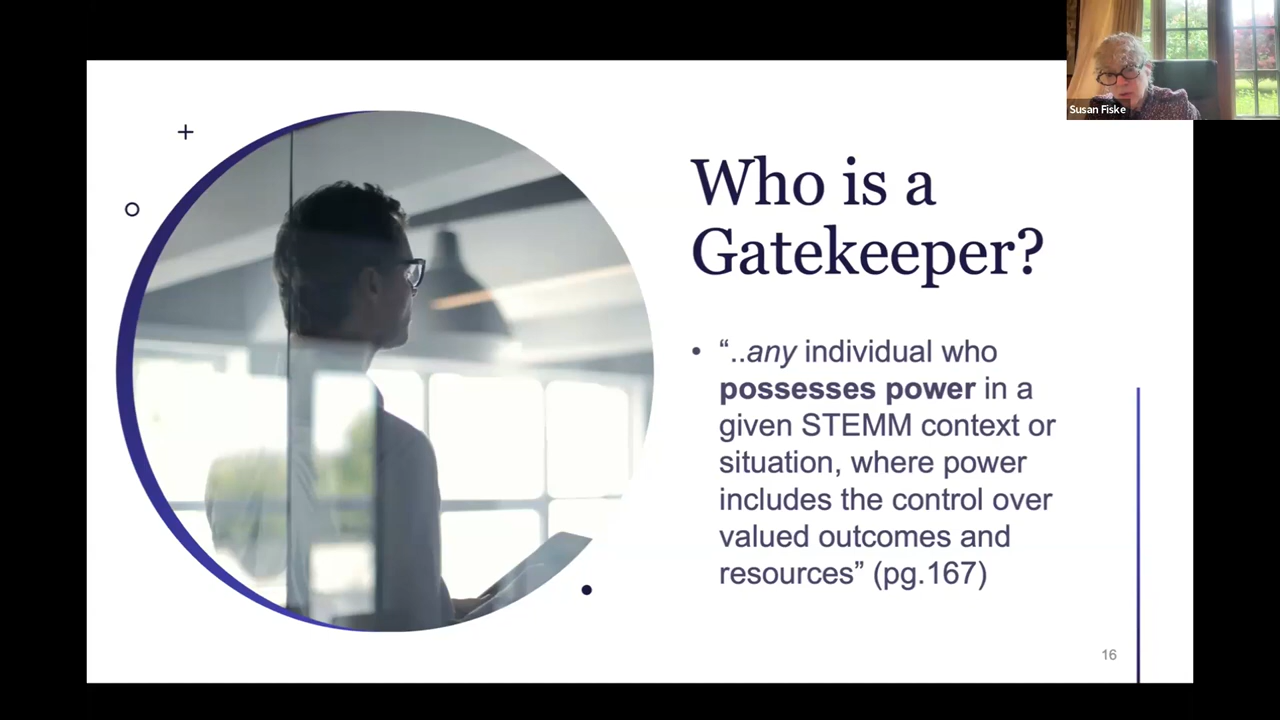 Susan Fiske
Who is a
Gatekeeper?
• “..any individual who
possesses power in a
given STEMM context or
situation, where power
includes the control over
valued outcomes and
resources” (pg.167)
16